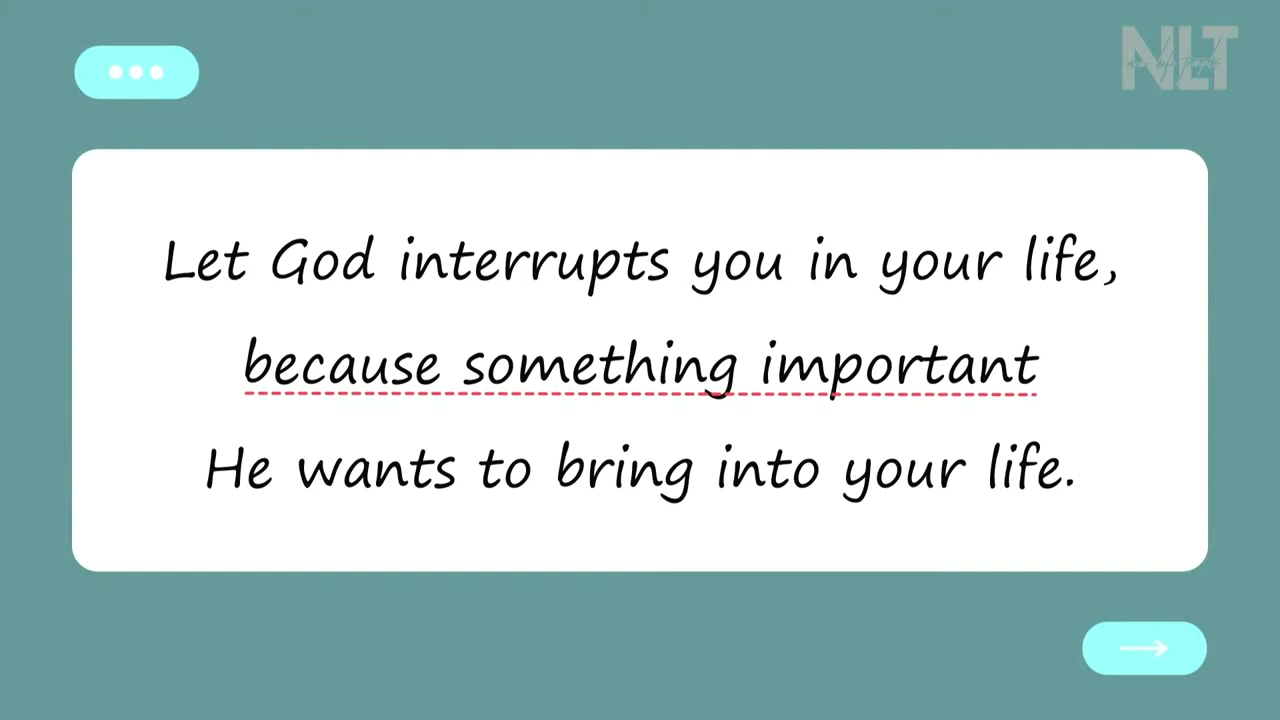 NLT
Let God interrupts you in your life,
because something important
He wants to bring into your life.